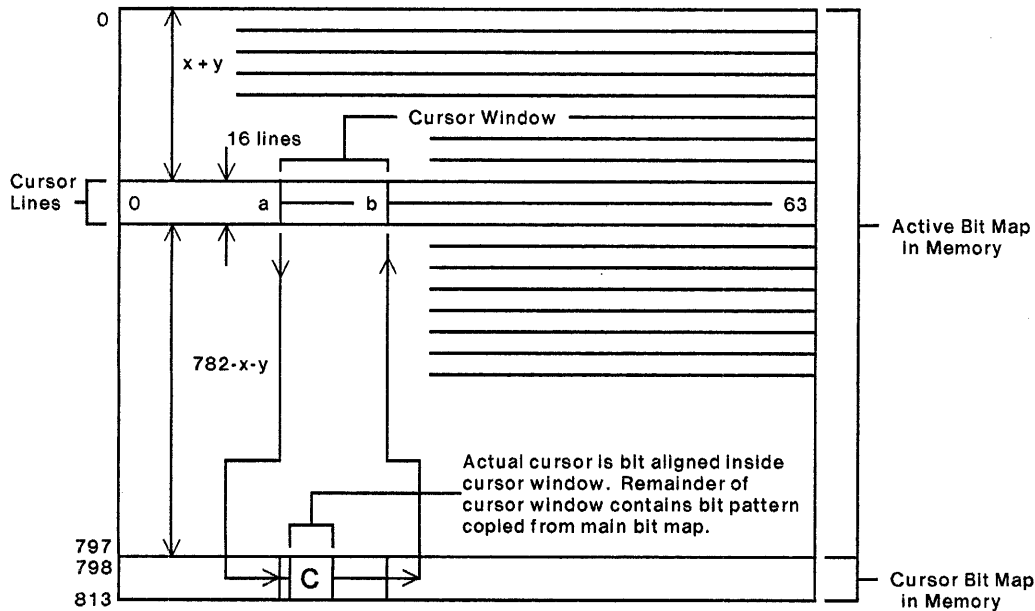 0
x + y
Cursor Window
16 lines
Cursor
Lines
0
a
b
63
Active Bit Map
in Memory
782-x-y
Actual cursor is bit aligned inside
cursor window. Remainder of
cursor window contains bit pattern
copied from main bit map.
797
798
C
813
Cursor Bit Map
in Memory